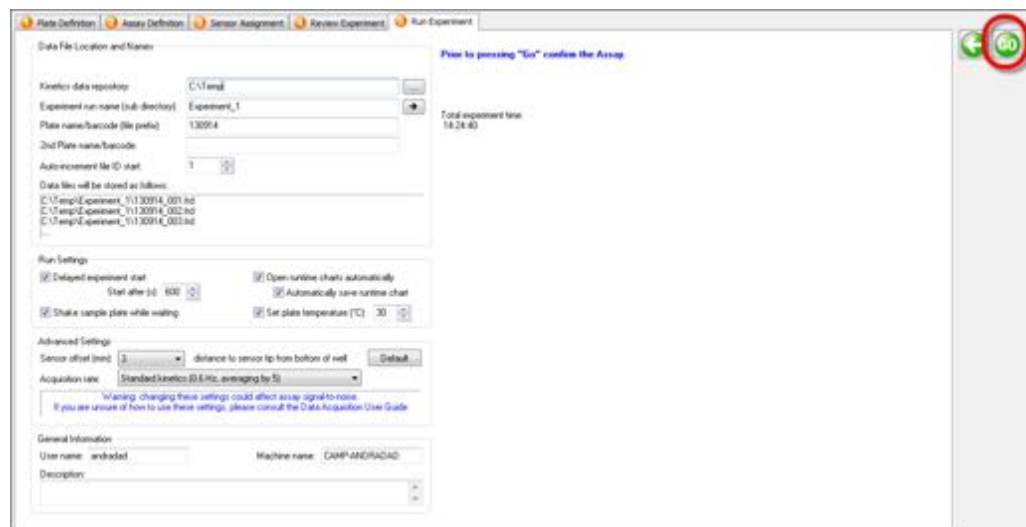 Plate Definition Assay Definition Sensor Assignment Review Experiment Run Experiment
GO
Data File Location and Names
Prior to pressing "Go" confirm the Assay.
Kinetics data repository: C:\Temp\ ...
Experiment run name (sub directory): Experiment_1
Plate name/barcode (file prefix): 130914
Total experiment time:
14:24:40
2nd Plate name/barcode:
Auto-increment file ID start: 1
Data files will be stored as follows:
C:\Temp\Experiment_1\130914_001.frd
C:\Temp\Experiment_1\130914_002.frd
C:\Temp\Experiment_1\130914_003.frd
...
Run Settings
Delayed experiment start Open runtime charts automatically
Start after (s): 600 Automatically save runtime chart
Shake sample plate while waiting Set plate temperature (°C): 30
Advanced Settings
Sensor offset (mm): 3 distance to sensor tip from bottom of well Default
Acquisition rate: Standard kinetics (0.6 Hz, averaging by 5)
Warning: changing these settings could affect assay signal-to-noise.
If you are unsure of how to use these settings, please consult the Data Acquisition User Guide
General Information
User name: andradad Machine name: CAMP-ANDRADAD
Description: